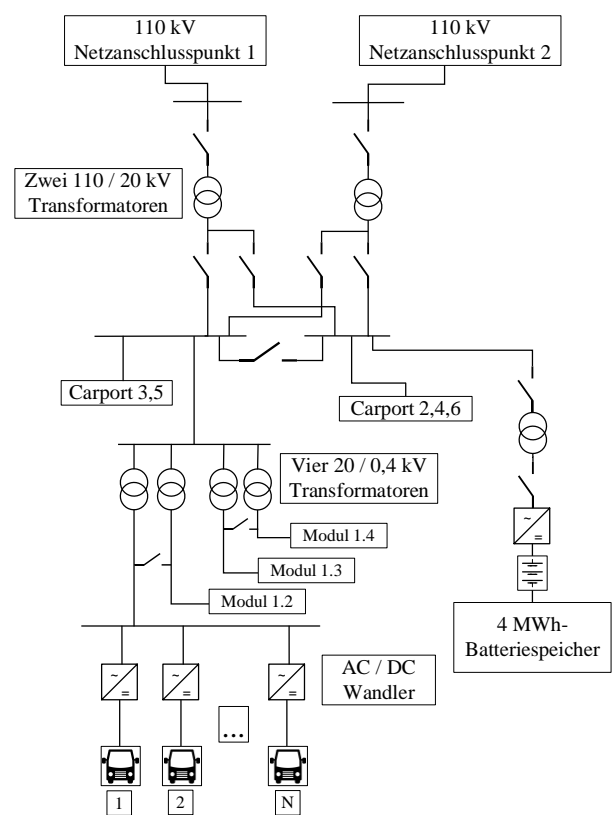 110 kV
Netzanschlusspunkt 1
110 kV
Netzanschlusspunkt 2
Zwei 110 / 20 kV
Transformatoren
Carport 3,5
Carport 2,4,6
Vier 20 / 0,4 kV
Transformatoren
Modul 1.4
Modul 1.3
Modul 1.2
~
=
4 MWh-
Batteriespeicher
AC / DC
Wandler
~
=
~
=
~
=
...
1
2
N